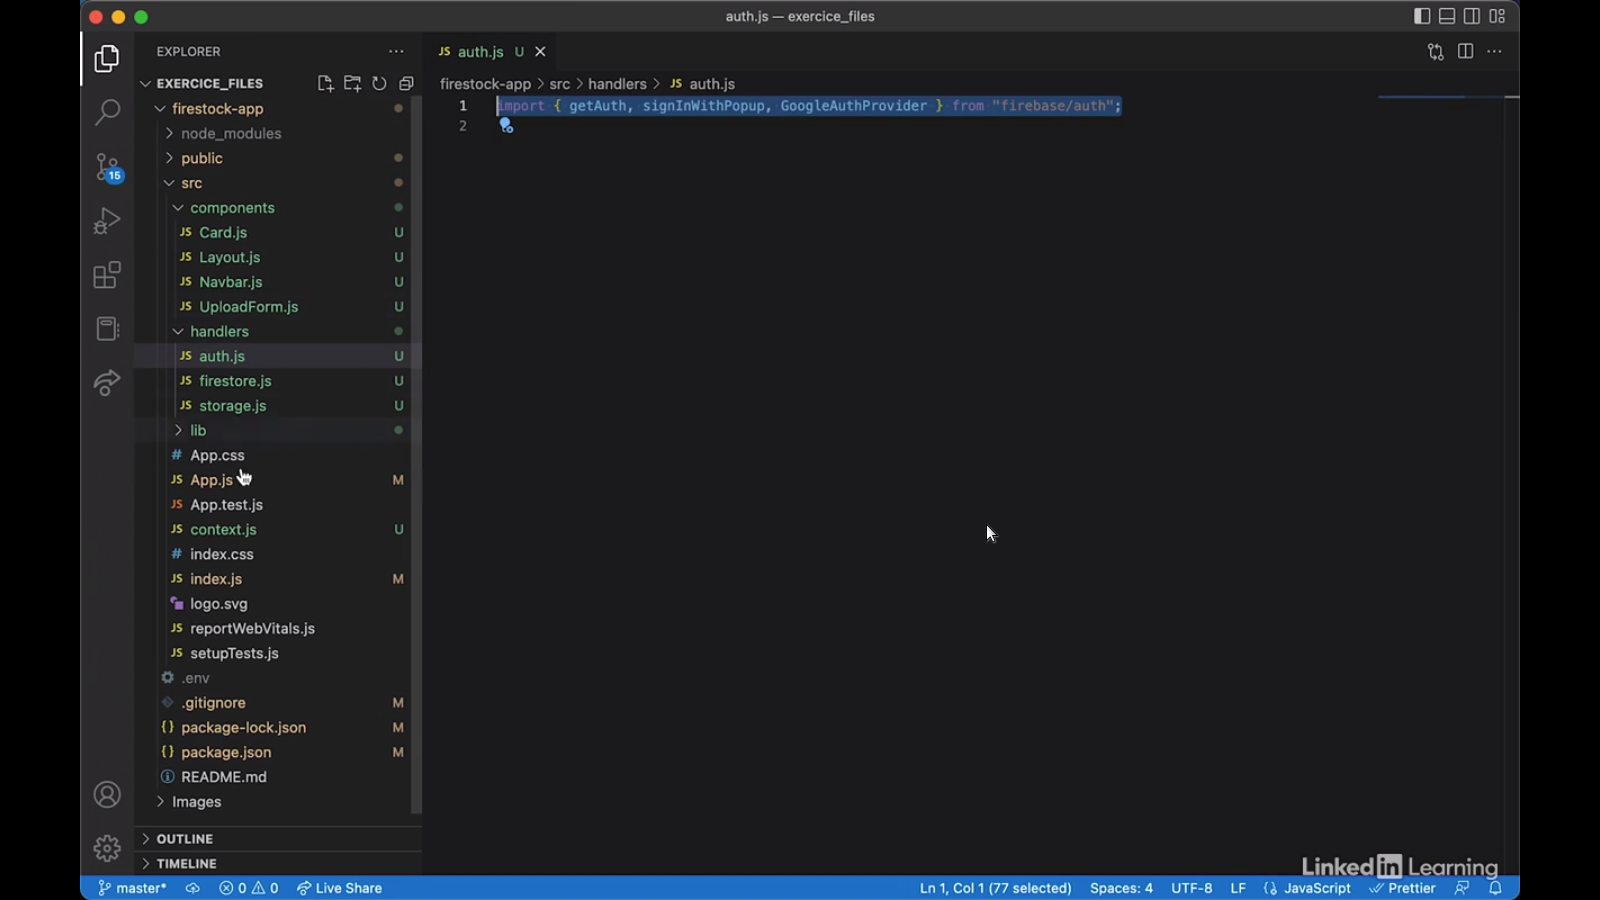 auth.js — exercice_files
EXPLORER
JS auth.js U
EXERCICE_FILES
firestock-app > src > handlers > JS auth.js
firestock-app
1 import { getAuth, signInWithPopup, GoogleAuthProvider } from "firebase/auth";
2
node_modules
public
15
src
components
JS Card.js U
JS Layout.js U
JS Navbar.js U
JS UploadForm.js U
handlers
JS auth.js U
JS firestore.js U
JS storage.js U
lib
# App.css
JS App.js M
JS App.test.js
JS context.js U
# index.css
JS index.js M
logo.svg
JS reportWebVitals.js
JS setupTests.js
.env
.gitignore M
{} package-lock.json M
{} package.json M
README.md
Images
OUTLINE
TIMELINE
LinkedIn Learning
master* 0 0 Live Share Ln 1, Col 1 (77 selected) Spaces: 4 UTF-8 LF {} JavaScript Prettier